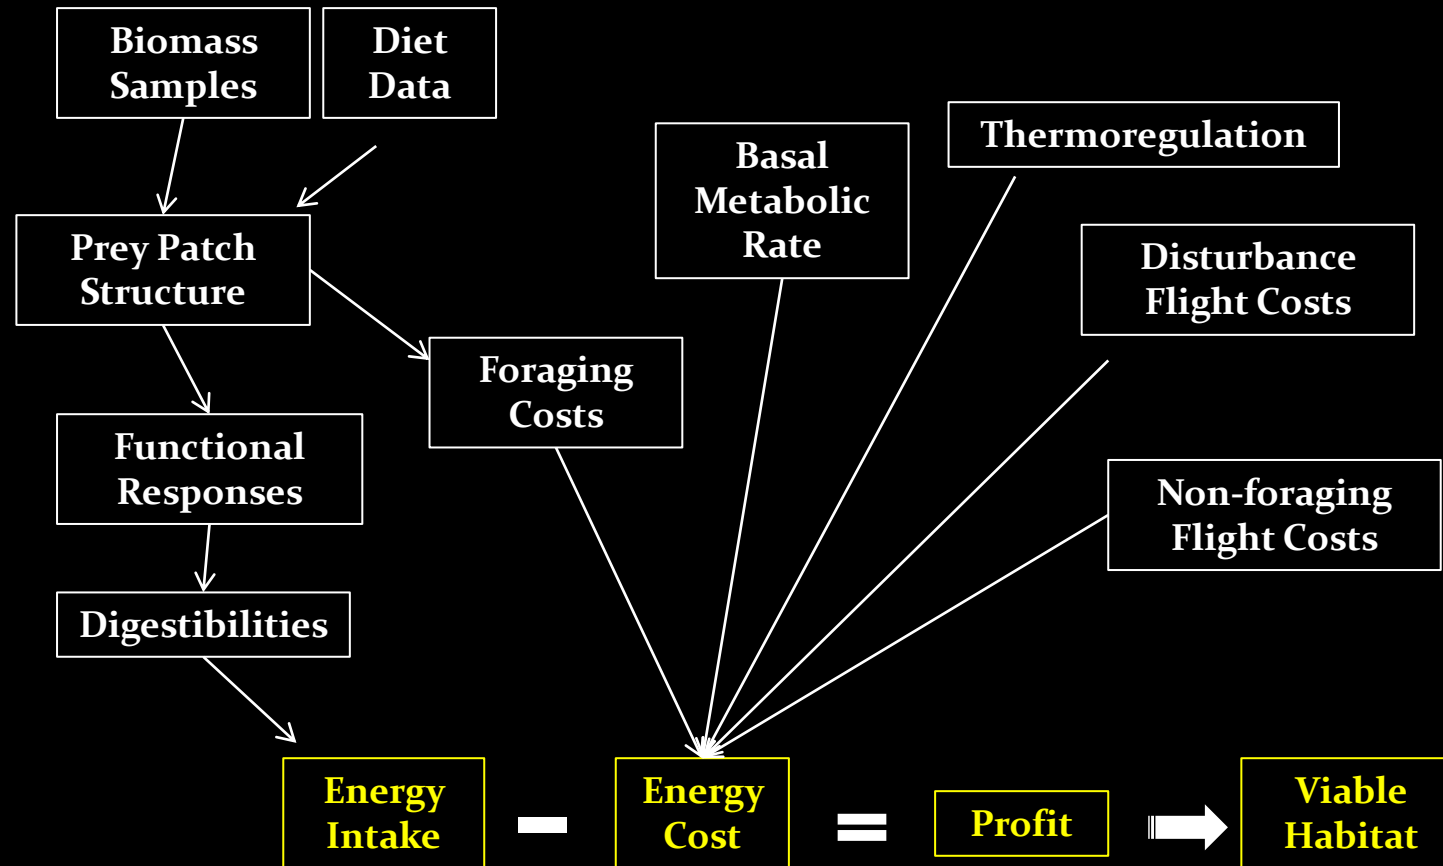 Biomass
Samples
Diet
Data
Basal
Metabolic
Rate
Thermoregulation
Prey Patch
Structure
Disturbance
Flight Costs
Foraging
Costs
Functional
Responses
Non-foraging
Flight Costs
Digestibilities
Energy
Intake
Energy
Cost
Profit
Viable
Habitat